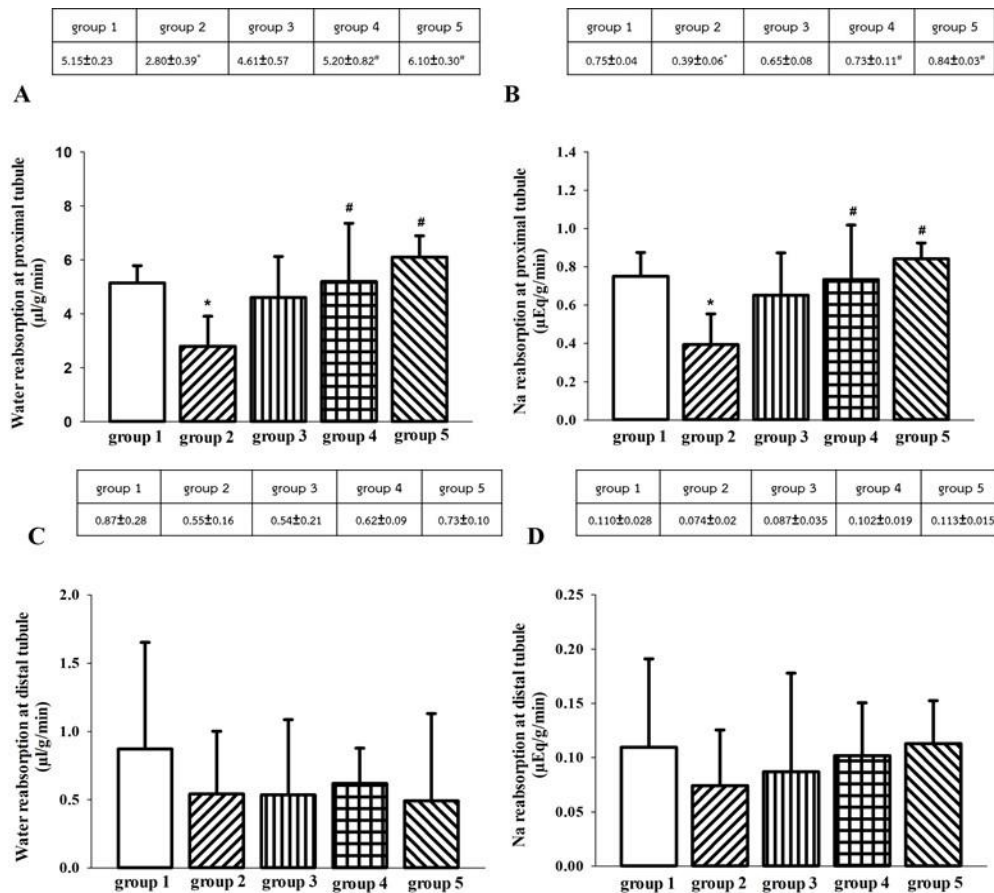 group 1 group 2 group 3 group 4 group 5
5.15±0.23 2.80±0.39* 4.61±0.57 5.20±0.82# 6.10±0.30#
A
Water reabsorption at proximal tubule
(µl/g/min)
10
8
6
4
2
0
*
#
#
group 1 group 2 group 3 group 4 group 5
group 1 group 2 group 3 group 4 group 5
0.75±0.04 0.39±0.06* 0.65±0.08 0.73±0.11# 0.84±0.03#
B
Na reabsorption at proximal tubule
(µEq/g/min)
1.4
1.2
1.0
0.8
0.6
0.4
0.2
0.0
*
#
#
group 1 group 2 group 3 group 4 group 5
group 1 group 2 group 3 group 4 group 5
0.87±0.28 0.55±0.16 0.54±0.21 0.62±0.09 0.73±0.10
C
Water reabsorption at distal tubule
(µl/g/min)
2.0
1.5
1.0
0.5
0.0
group 1 group 2 group 3 group 4 group 5
group 1 group 2 group 3 group 4 group 5
0.110±0.028 0.074±0.02 0.087±0.035 0.102±0.019 0.113±0.015
D
Na reabsorption at distal tubule
(µEq/g/min)
0.25
0.20
0.15
0.10
0.05
0.00
group 1 group 2 group 3 group 4 group 5